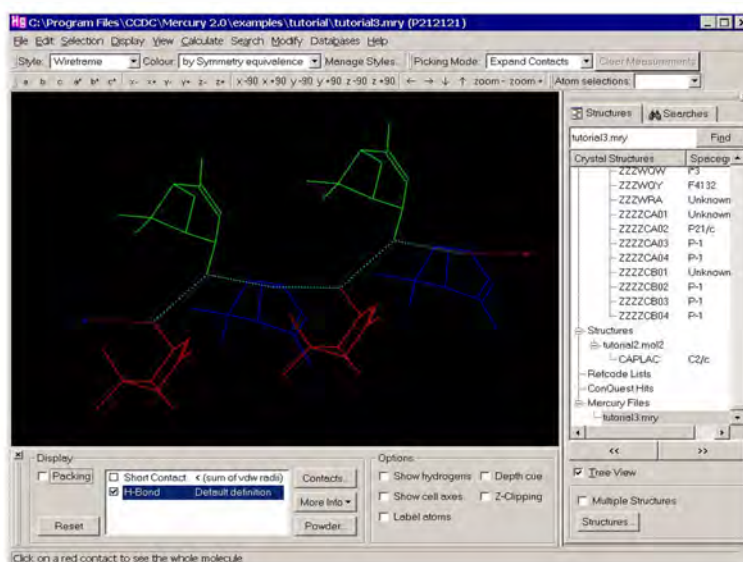 Hg C:\Program Files\CCDC\Mercury 2.0\examples\tutorial\tutorial3.mry (P212121)
File Edit Selection Display View Calculate Search Modify Databases Help
Style: Wireframe Colour: by Symmetry equivalence Manage Styles... Picking Mode: Expand Contacts Clear Measurements
a b c a* b* c* x- x+ y- y+ z- z+ x-90 x+90 y-90 y+90 z-90 z+90 ← → ↓ ↑ zoom- zoom+ Atom selections:
Structures Searches
tutorial3.mry Find
Crystal Structures Spacegr
ZZZWOW P3
ZZZWOY F4132
ZZZWRA Unknown
ZZZZCA01 Unknown
ZZZZCA02 P21/c
ZZZZCA03 P-1
ZZZZCA04 P-1
ZZZZCB01 Unknown
ZZZZCB02 P-1
ZZZZCB03 P-1
ZZZZCB04 P-1
Structures
tutorial2.mol2
CAPLAC C2/c
Refcode Lists
ConQuest Hits
Mercury Files
tutorial3.mry
<< >>
Tree View
Multiple Structures
Structures...
Display
Packing
Short Contact < (sum of vdw radii)
H-Bond Default definition
Reset
Contacts...
More Info
Powder...
Options
Show hydrogens Depth cue
Show cell axes Z-Clipping
Label atoms
Click on a red contact to see the whole molecule